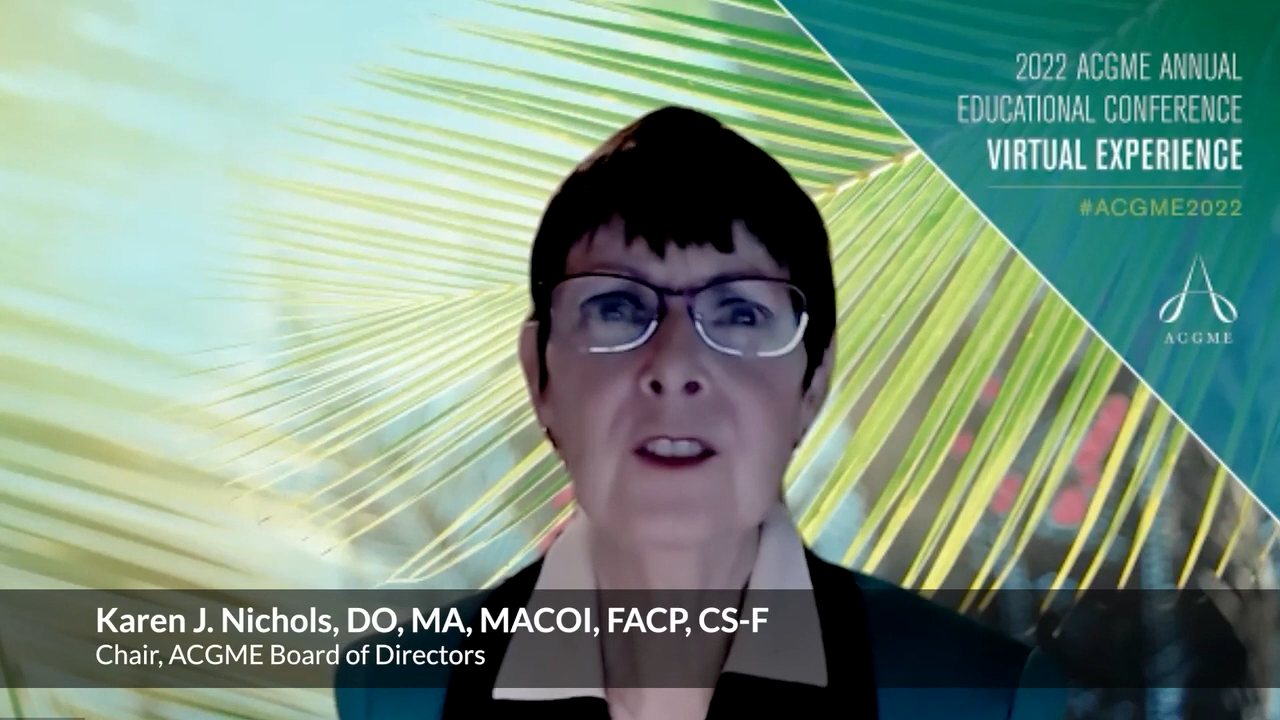 2022 ACGME ANNUAL
EDUCATIONAL CONFERENCE
VIRTUAL EXPERIENCE
#ACGME2022
ACGME
Karen J. Nichols, DO, MA, MACOI, FACP, CS-F
Chair, ACGME Board of Directors